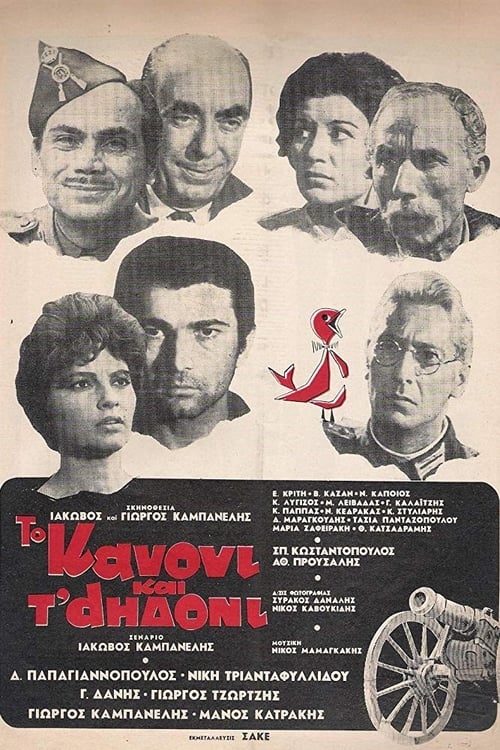 ΣΚΗΝΟΘΕΣΙΑ
ΙΑΚΩΒΟΣ και ΓΙΩΡΓΟΣ ΚΑΜΠΑΝΕΛΗΣ
Το Κανονι
και
Τ' αηδονι
ΣΕΝΑΡΙΟ
ΙΑΚΩΒΟΣ ΚΑΜΠΑΝΕΛΗΣ
Δ. ΠΑΠΑΓΙΑΝΝΟΠΟΥΛΟΣ · ΝΙΚΗ ΤΡΙΑΝΤΑΦΥΛΛΙΔΟΥ
Γ. ΔΑΝΗΣ · ΓΙΩΡΓΟΣ ΤΖΩΡΤΖΗΣ
ΓΙΩΡΓΟΣ ΚΑΜΠΑΝΕΛΗΣ · ΜΑΝΟΣ ΚΑΤΡΑΚΗΣ
Ε. ΚΡΙΤΗ · Β. ΚΑΖΑΝ · Ν. ΚΑΠΟΙΟΣ
Κ. ΛΥΓΙΖΟΣ · Μ. ΛΕΙΒΑΔΑΣ · Γ. ΚΑΛΑΪΤΖΗΣ
Κ. ΠΑΠΠΑΣ · Ν. ΚΕΔΡΑΚΑΣ · Κ. ΣΤΥΛΙΑΡΗΣ
Δ. ΜΑΡΑΓΚΟΥΔΗΣ · ΤΑΣΙΑ ΠΑΝΤΑΖΟΠΟΥΛΟΥ
ΜΑΡΙΑ ΖΑΦΕΙΡΑΚΗ · Θ. ΚΑΤΣΑΔΡΑΜΗΣ
ΣΠ. ΚΩΣΤΑΝΤΟΠΟΥΛΟΣ
ΑΘ. ΠΡΟΥΣΑΛΗΣ
Δ)ΣΙΣ ΦΩΤΟΓΡΑΦΙΑΣ
ΣΥΡΑΚΟΣ ΔΑΝΑΛΗΣ
ΝΙΚΟΣ ΚΑΒΟΥΚΙΔΗΣ
ΜΟΥΣΙΚΗ
ΝΙΚΟΣ ΜΑΜΑΓΚΑΚΗΣ
ΕΚΜΕΤΑΛΛΕΥΣΙΣ ΣΑΚΕ